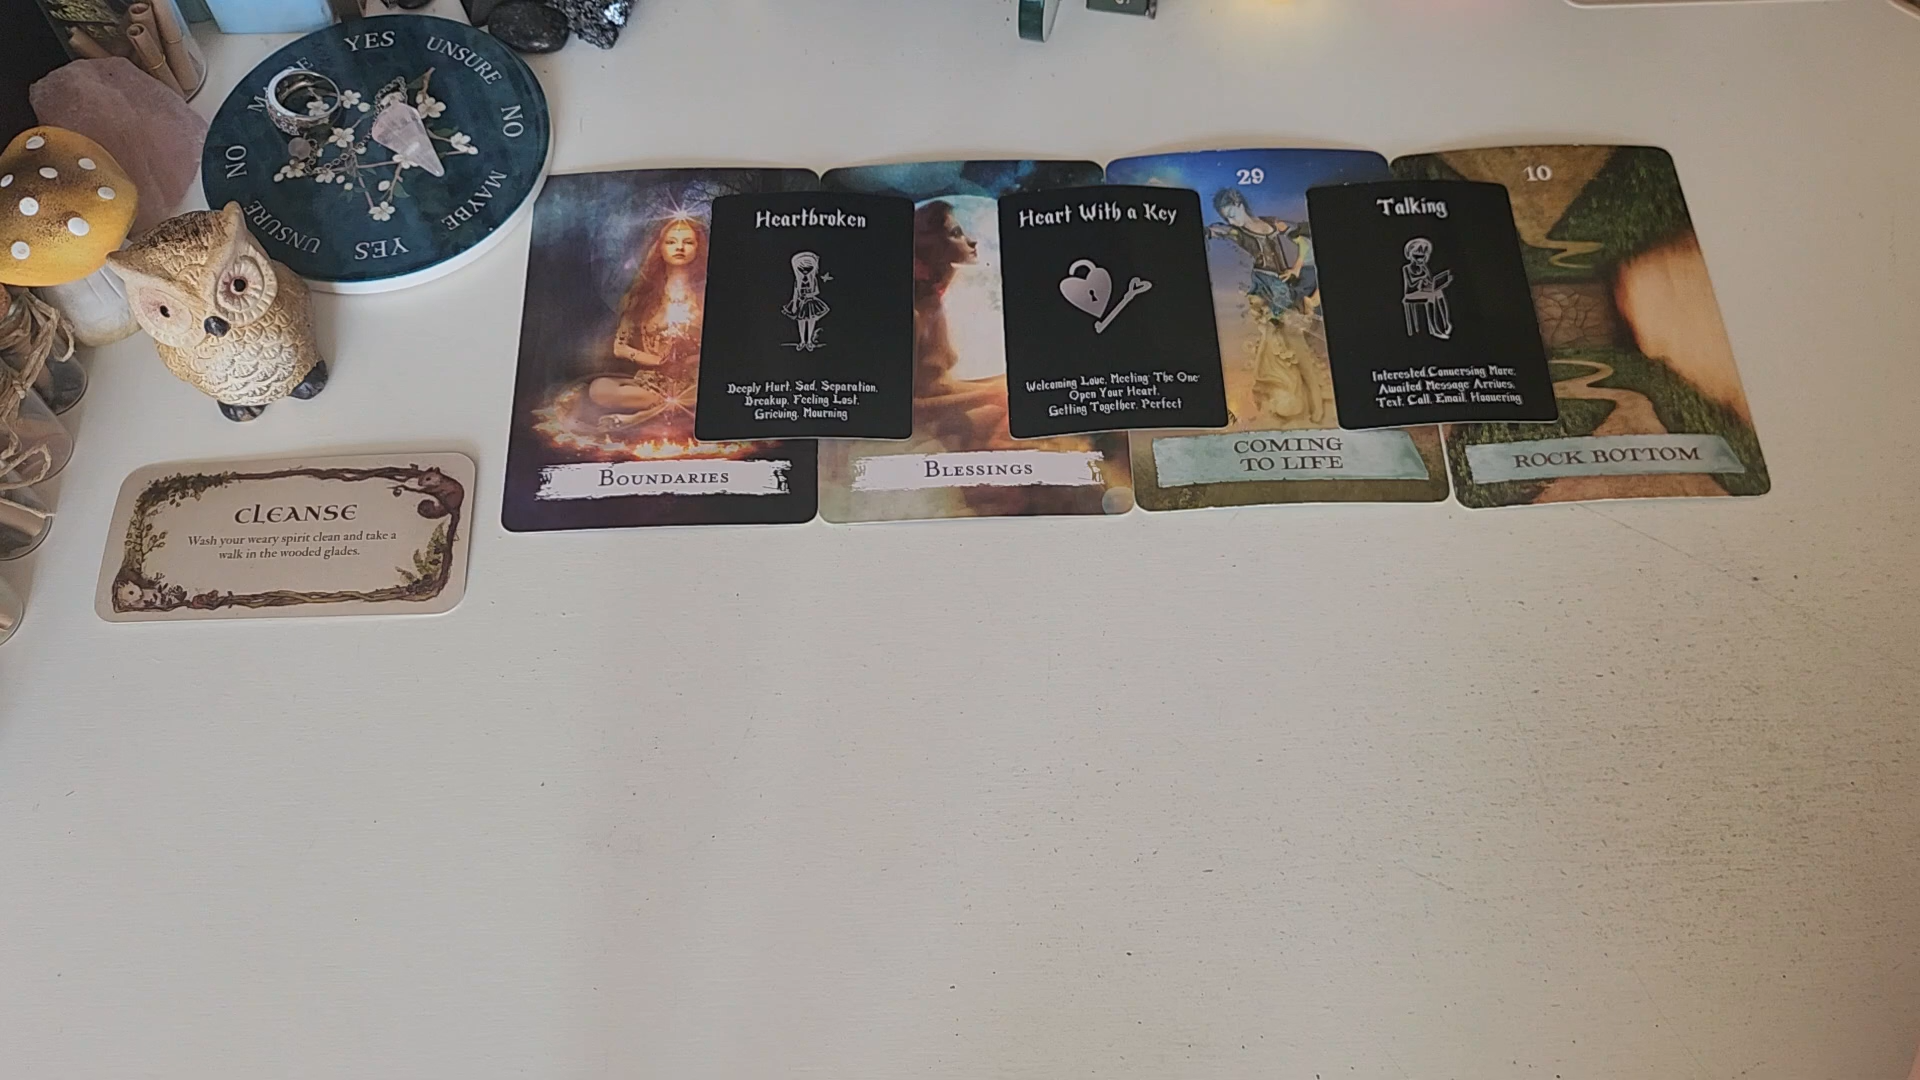 YES
UNSURE
NO
MAYBE
YES
UNSURE
NO
29
10
Heartbroken
Deeply Hurt, Sad, Separation,
Breakup, Feeling Lost,
Grieving, Mourning
Heart With a Key
Welcoming Love, Meeting The One
Open Your Heart,
Getting Together, Perfect
Talking
Interested, Conversing More,
Awaited Message Arrives,
Text, Call, Email, Hoovering
BOUNDARIES
BLESSINGS
COMING
TO LIFE
ROCK BOTTOM
CLEANSE
Wash your weary spirit clean and take a
walk in the wooded glades.